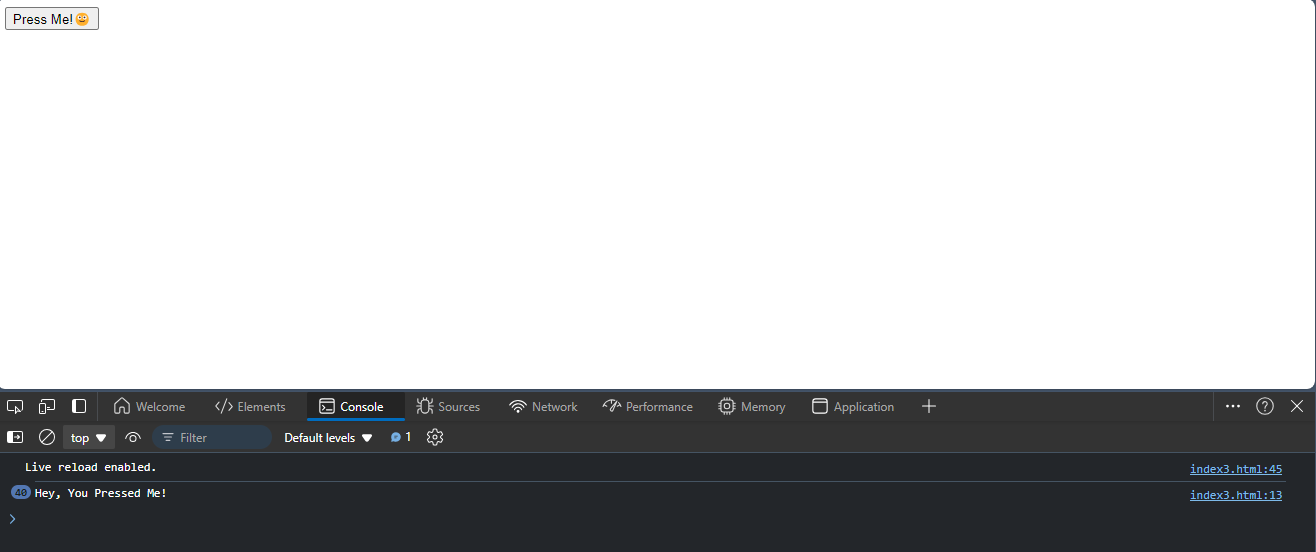 Press Me!😀
Welcome Elements Console Sources Network Performance Memory Application
top Filter Default levels 1
Live reload enabled. index3.html:45
40 Hey, You Pressed Me! index3.html:13